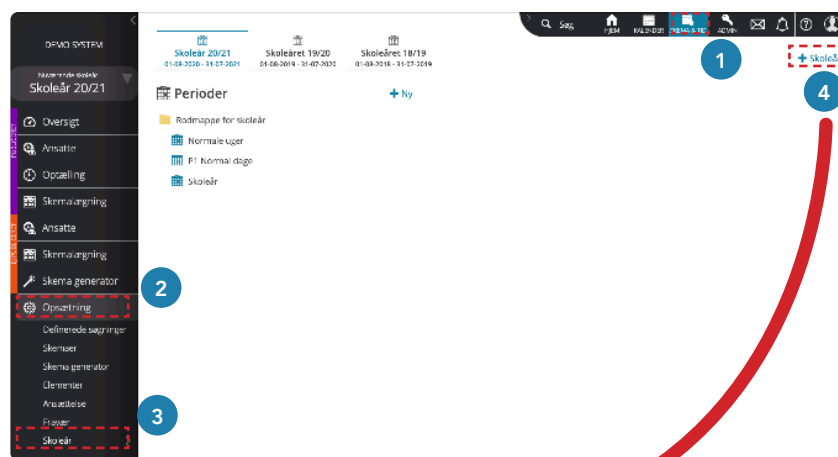 Søg
HJEM
KALENDER
SKEMA & TID
ADMIN
DEMO SYSTEM
Nuværende skoleår
Skoleår 20/21
Skoleår 20/21
01-08-2020 - 31-07-2021
Skoleåret 19/20
01-08-2019 - 31-07-2020
Skoleåret 18/19
01-08-2018 - 31-07-2019
1
+ Skoleå
4
Perioder
+ Ny
Rodmappe for skoleår
Normale uger
P1 Normal dage
Skoleår
Oversigt
Ansatte
Optælling
Skemalægning
Ansatte
Skemalægning
Skema generator
2
Opsætning
Definerede søgninger
Skemaer
Skema generator
Elementer
Ansættelse
Fravær
3
Skoleår